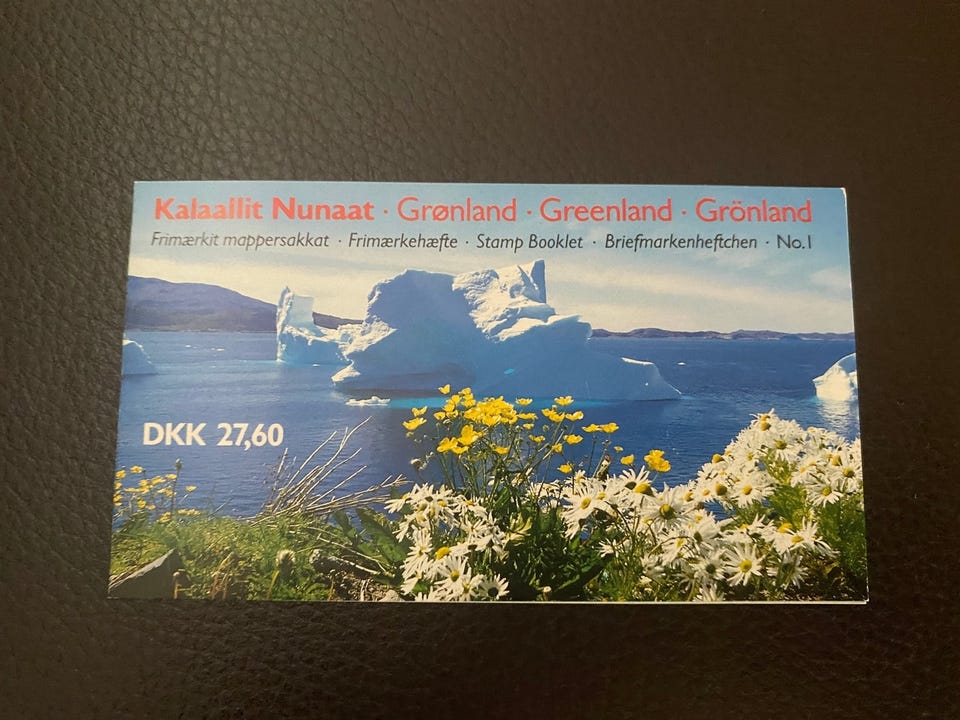 Kalaallit Nunaat · Grønland · Greenland · Grönland
Frimærkit mappersakkat · Frimærkehæfte · Stamp Booklet · Briefmarkenheftchen · No.1
DKK 27,60